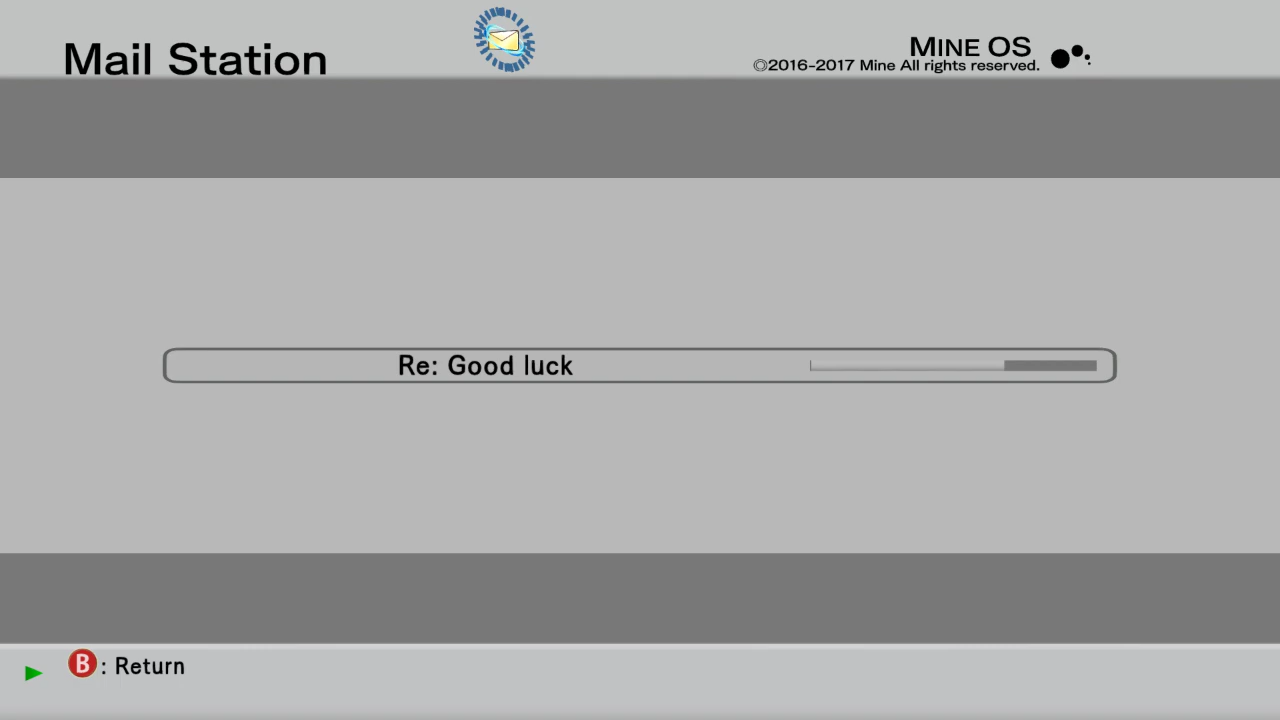 Mail Station
MINE OS
©2016-2017 Mine All rights reserved.
Re: Good luck
B : Return